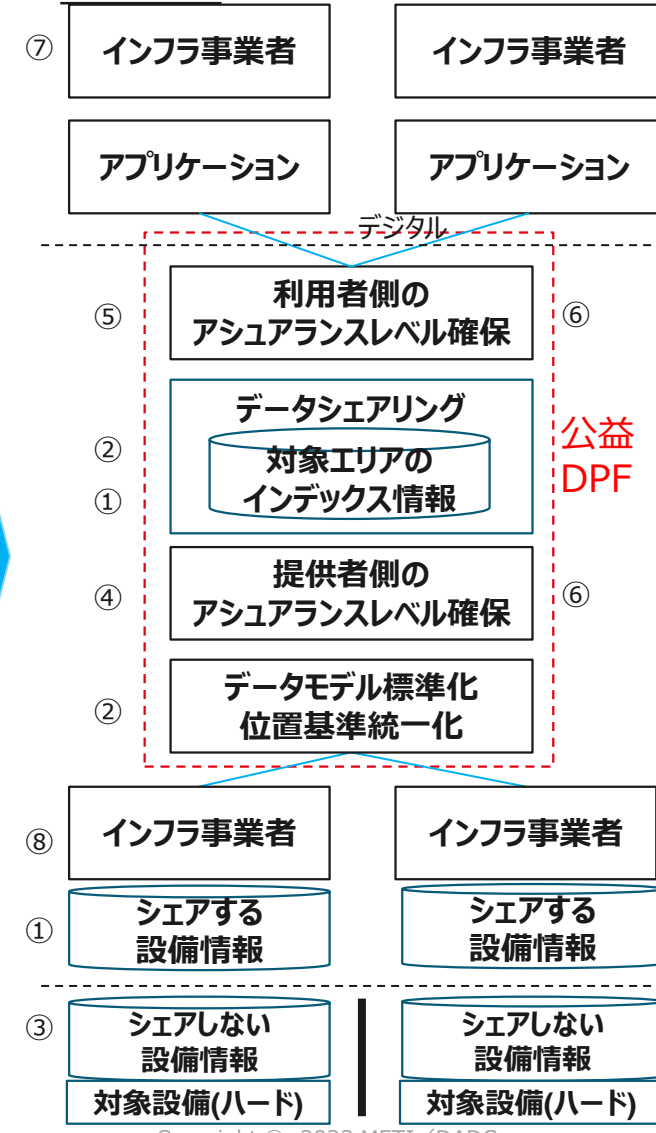 ⑦ インフラ事業者 インフラ事業者
アプリケーション アプリケーション
デジタル
利用者側の
⑤ アシュアランスレベル確保 ⑥
データシェアリング
② 対象エリアの 公益
① インデックス情報 DPF
提供者側の
④ アシュアランスレベル確保 ⑥
データモデル標準化
② 位置基準統一化
⑧ インフラ事業者 インフラ事業者
シェアする シェアする
① 設備情報 設備情報
③ シェアしない シェアしない
設備情報 設備情報
対象設備(ハード) 対象設備(ハード)